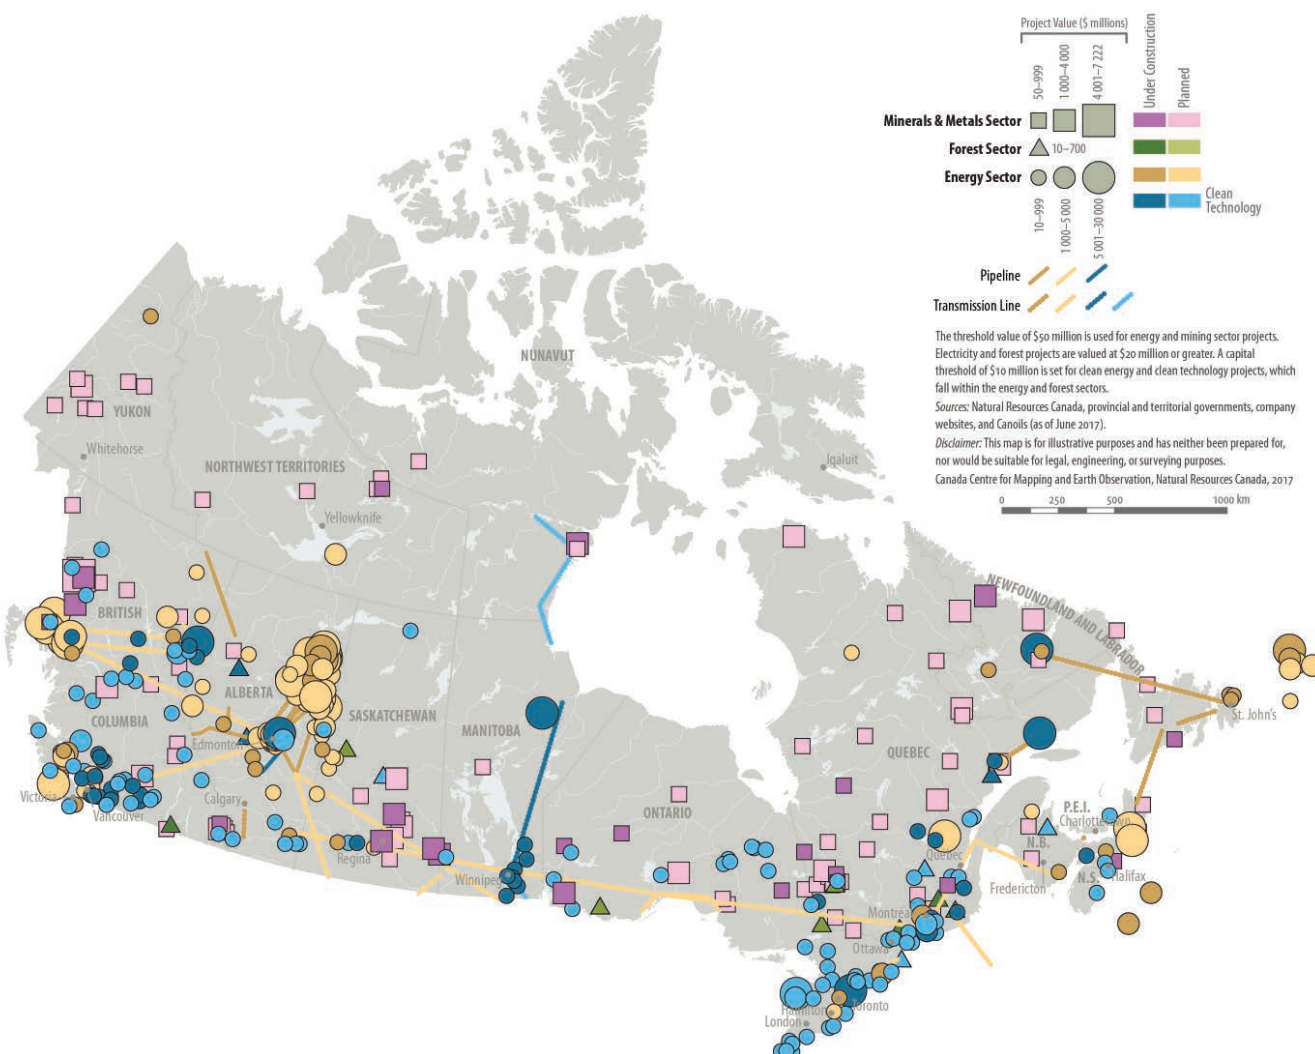 Project Value ($ millions)
50–999
1 000–4 000
4 001–7 222
Under Construction
Planned
Minerals & Metals Sector
Forest Sector
10–700
Energy Sector
Clean
Technology
10–999
1 000–5 000
5 001–30 000
Pipeline
Transmission Line
The threshold value of $50 million is used for energy and mining sector projects.
Electricity and forest projects are valued at $20 million or greater. A capital
threshold of $10 million is set for clean energy and clean technology projects, which
fall within the energy and forest sectors.
Sources: Natural Resources Canada, provincial and territorial governments, company
websites, and Canoils (as of June 2017).
Disclaimer: This map is for illustrative purposes and has neither been prepared for,
nor would be suitable for legal, engineering, or surveying purposes.
Canada Centre for Mapping and Earth Observation, Natural Resources Canada, 2017
0 250 500 1000 km
NUNAVUT
YUKON
Whitehorse
NORTHWEST TERRITORIES
Iqaluit
Yellowknife
NEWFOUNDLAND AND LABRADOR
BRITISH
COLUMBIA
ALBERTA
SASKATCHEWAN
MANITOBA
St. John's
Edmonton
QUEBEC
Victoria
Vancouver
Calgary
ONTARIO
P.E.I.
Charlottetown
Regina
N.B.
Québec
Winnipeg
Fredericton
N.S.
Halifax
Montréal
Ottawa
Toronto
Hamilton
London